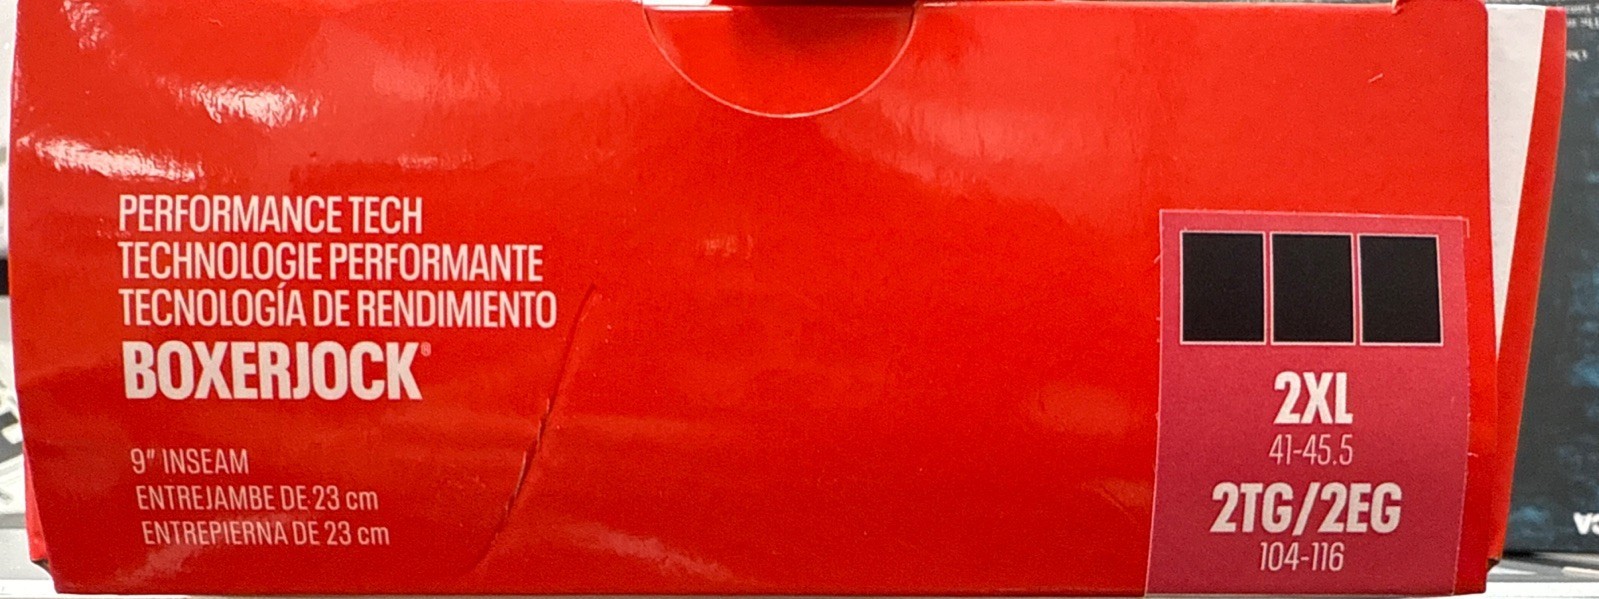 PERFORMANCE TECH
TECHNOLOGIE PERFORMANTE
TECNOLOGÍA DE RENDIMIENTO
BOXERJOCK®
9" INSEAM
ENTREJAMBE DE 23 cm
ENTREPIERNA DE 23 cm
2XL
41-45.5
2TG/2EG
104-116